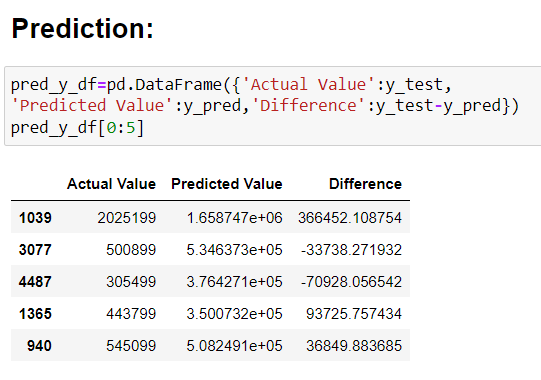 Prediction:
pred_y_df=pd.DataFrame({'Actual Value':y_test,
'Predicted Value':y_pred,'Difference':y_test-y_pred})
pred_y_df[0:5]
Actual Value Predicted Value Difference
1039 2025199 1.658747e+06 366452.108754
3077 500899 5.346373e+05 -33738.271932
4487 305499 3.764271e+05 -70928.056542
1365 443799 3.500732e+05 93725.757434
940 545099 5.082491e+05 36849.883685